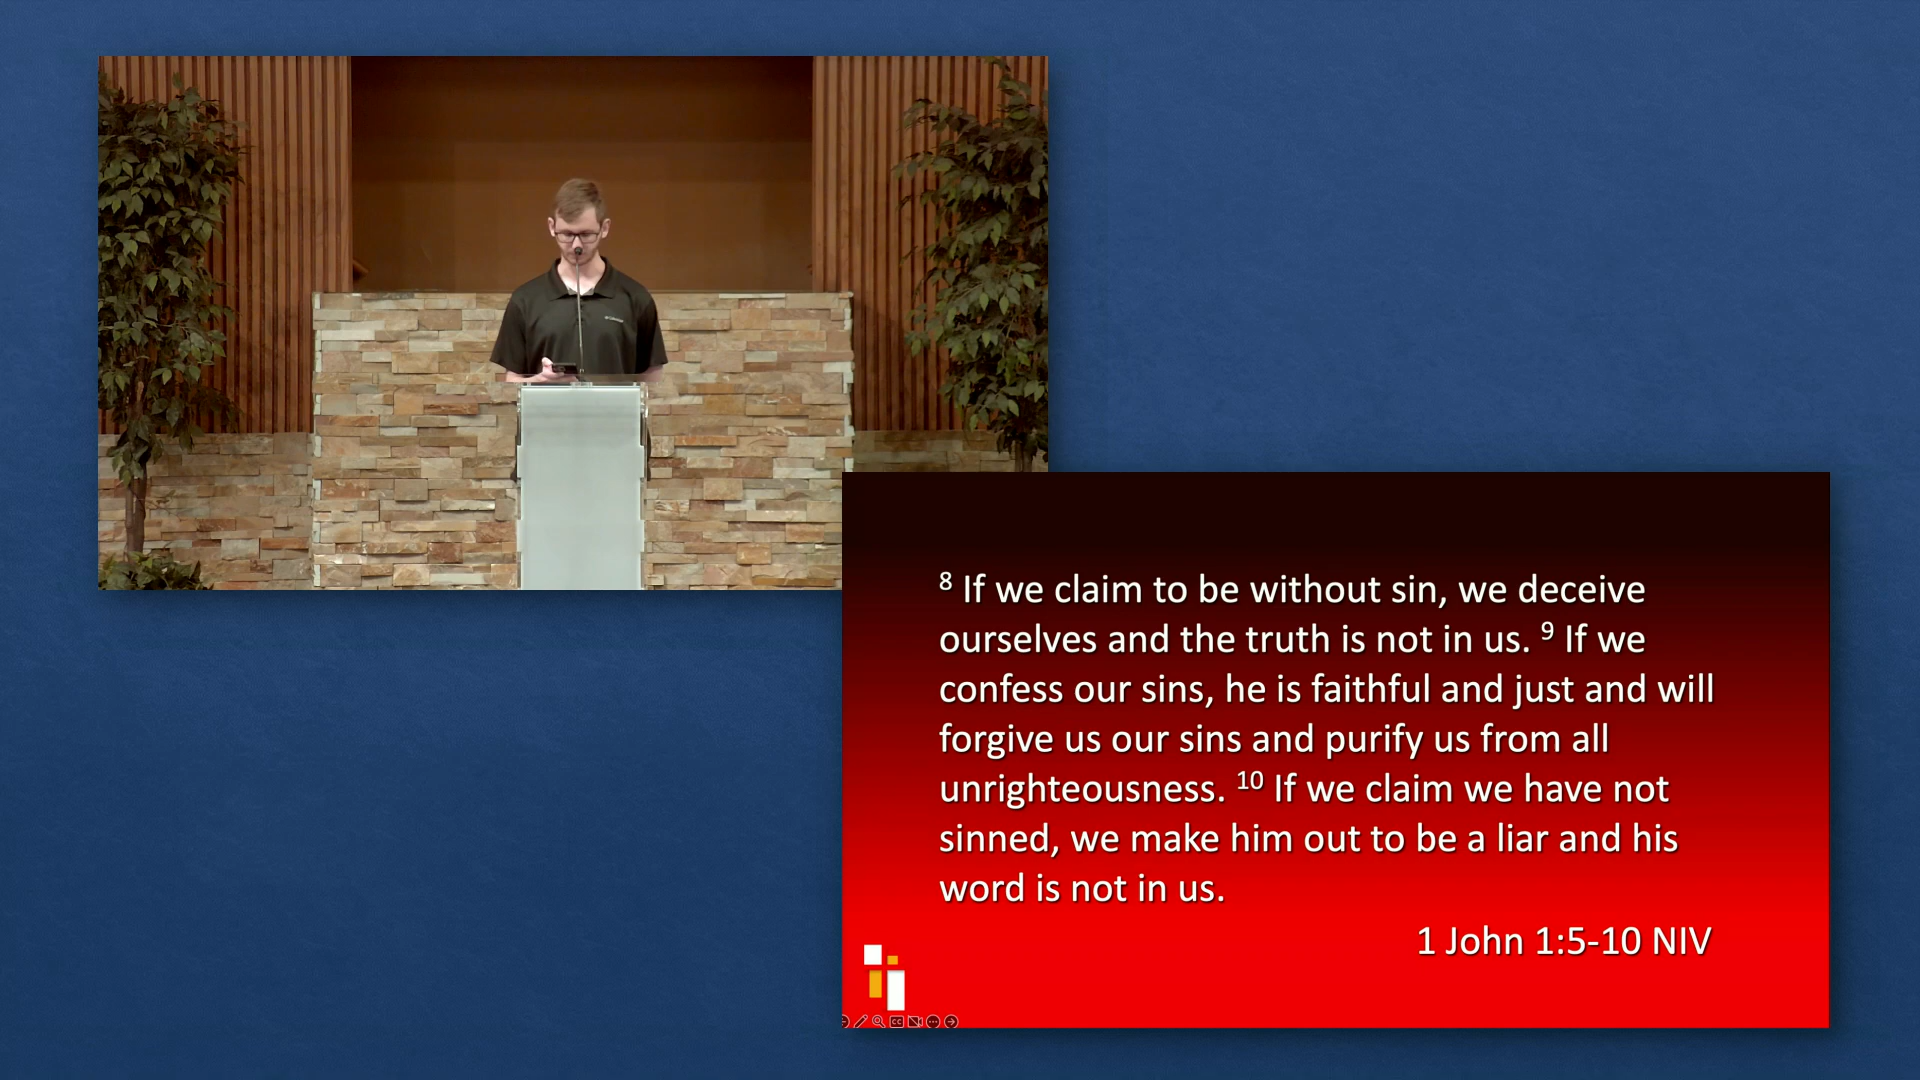 ⁸ If we claim to be without sin, we deceive
ourselves and the truth is not in us. ⁹ If we
confess our sins, he is faithful and just and will
forgive us our sins and purify us from all
unrighteousness. ¹⁰ If we claim we have not
sinned, we make him out to be a liar and his
word is not in us.
1 John 1:5-10 NIV